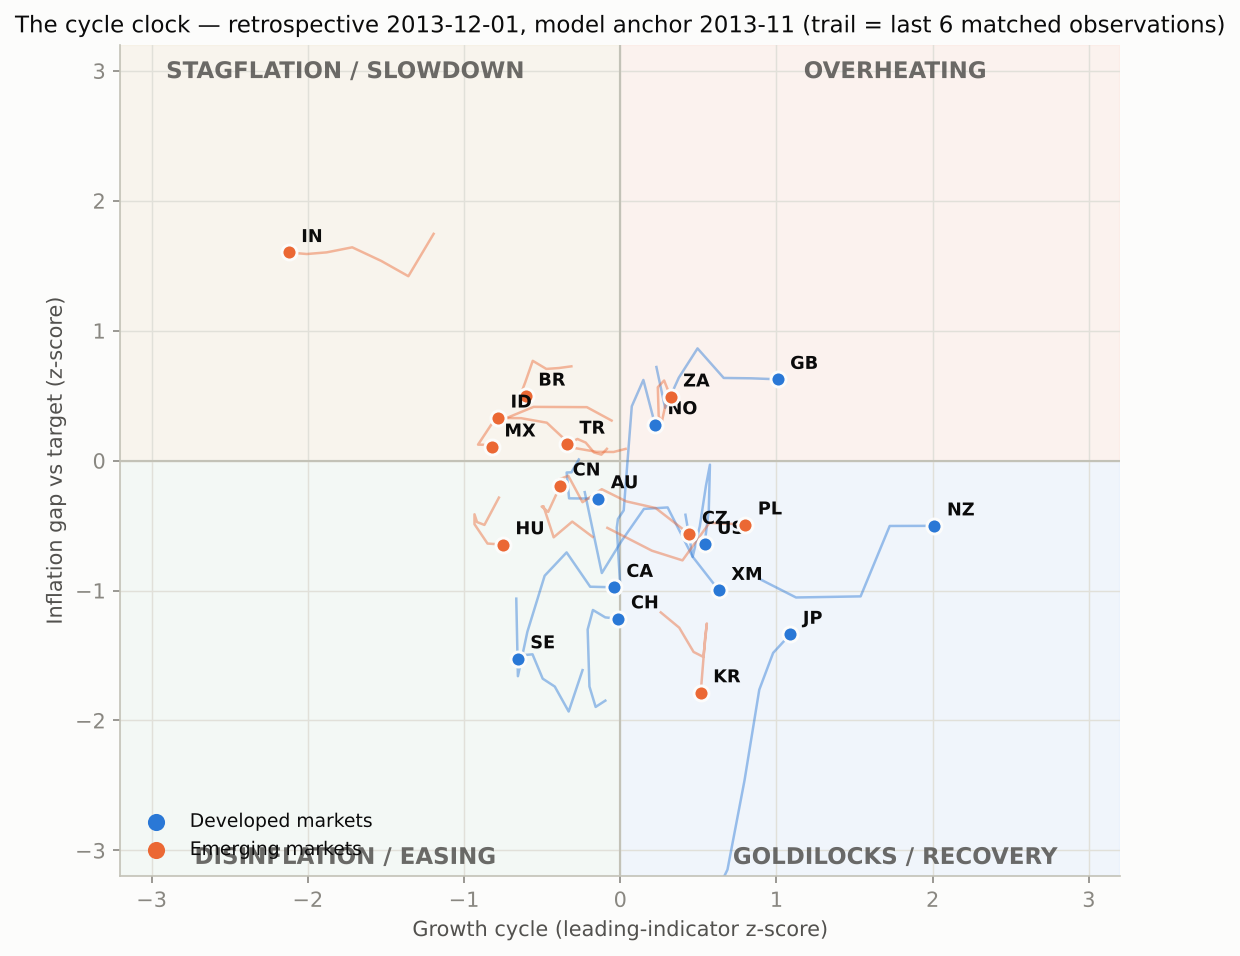 The cycle clock — retrospective 2013-12-01, model anchor 2013-11 (trail = last 6 matched observations)
STAGFLATION / SLOWDOWN
OVERHEATING
3
2
1
0
−1
−2
−3
Inflation gap vs target (z-score)
IN
GB
BR
ZA
ID
NO
MX
TR
CN
AU
HU
CZ
US
PL
NZ
CA
XM
CH
JP
SE
KR
Developed markets
Emerging markets
DISINFLATION / EASING
GOLDILOCKS / RECOVERY
−3
−2
−1
0
1
2
3
Growth cycle (leading-indicator z-score)